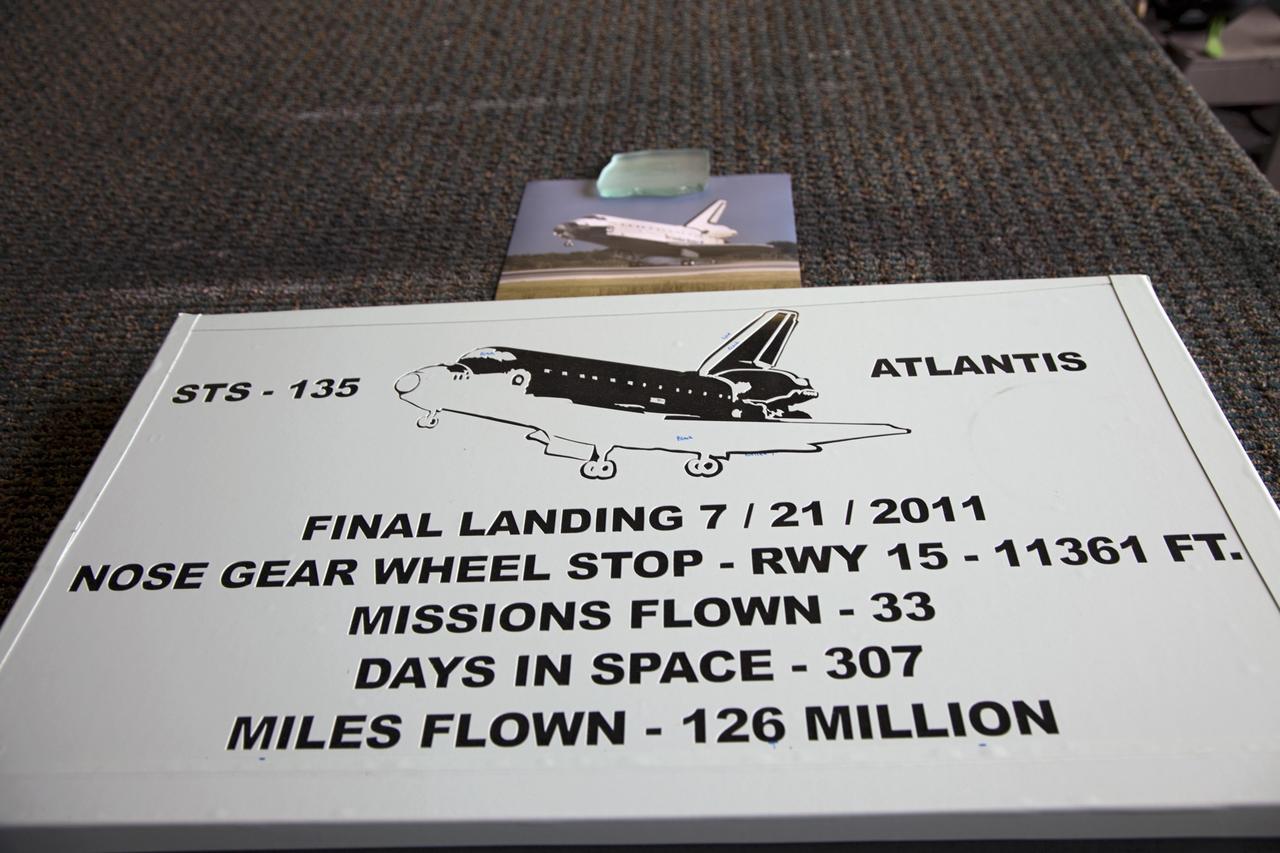 STS - 135 ATLANTIS
FINAL LANDING 7 / 21 / 2011
NOSE GEAR WHEEL STOP - RWY 15 - 11361 FT.
MISSIONS FLOWN - 33
DAYS IN SPACE - 307
MILES FLOWN - 126 MILLION